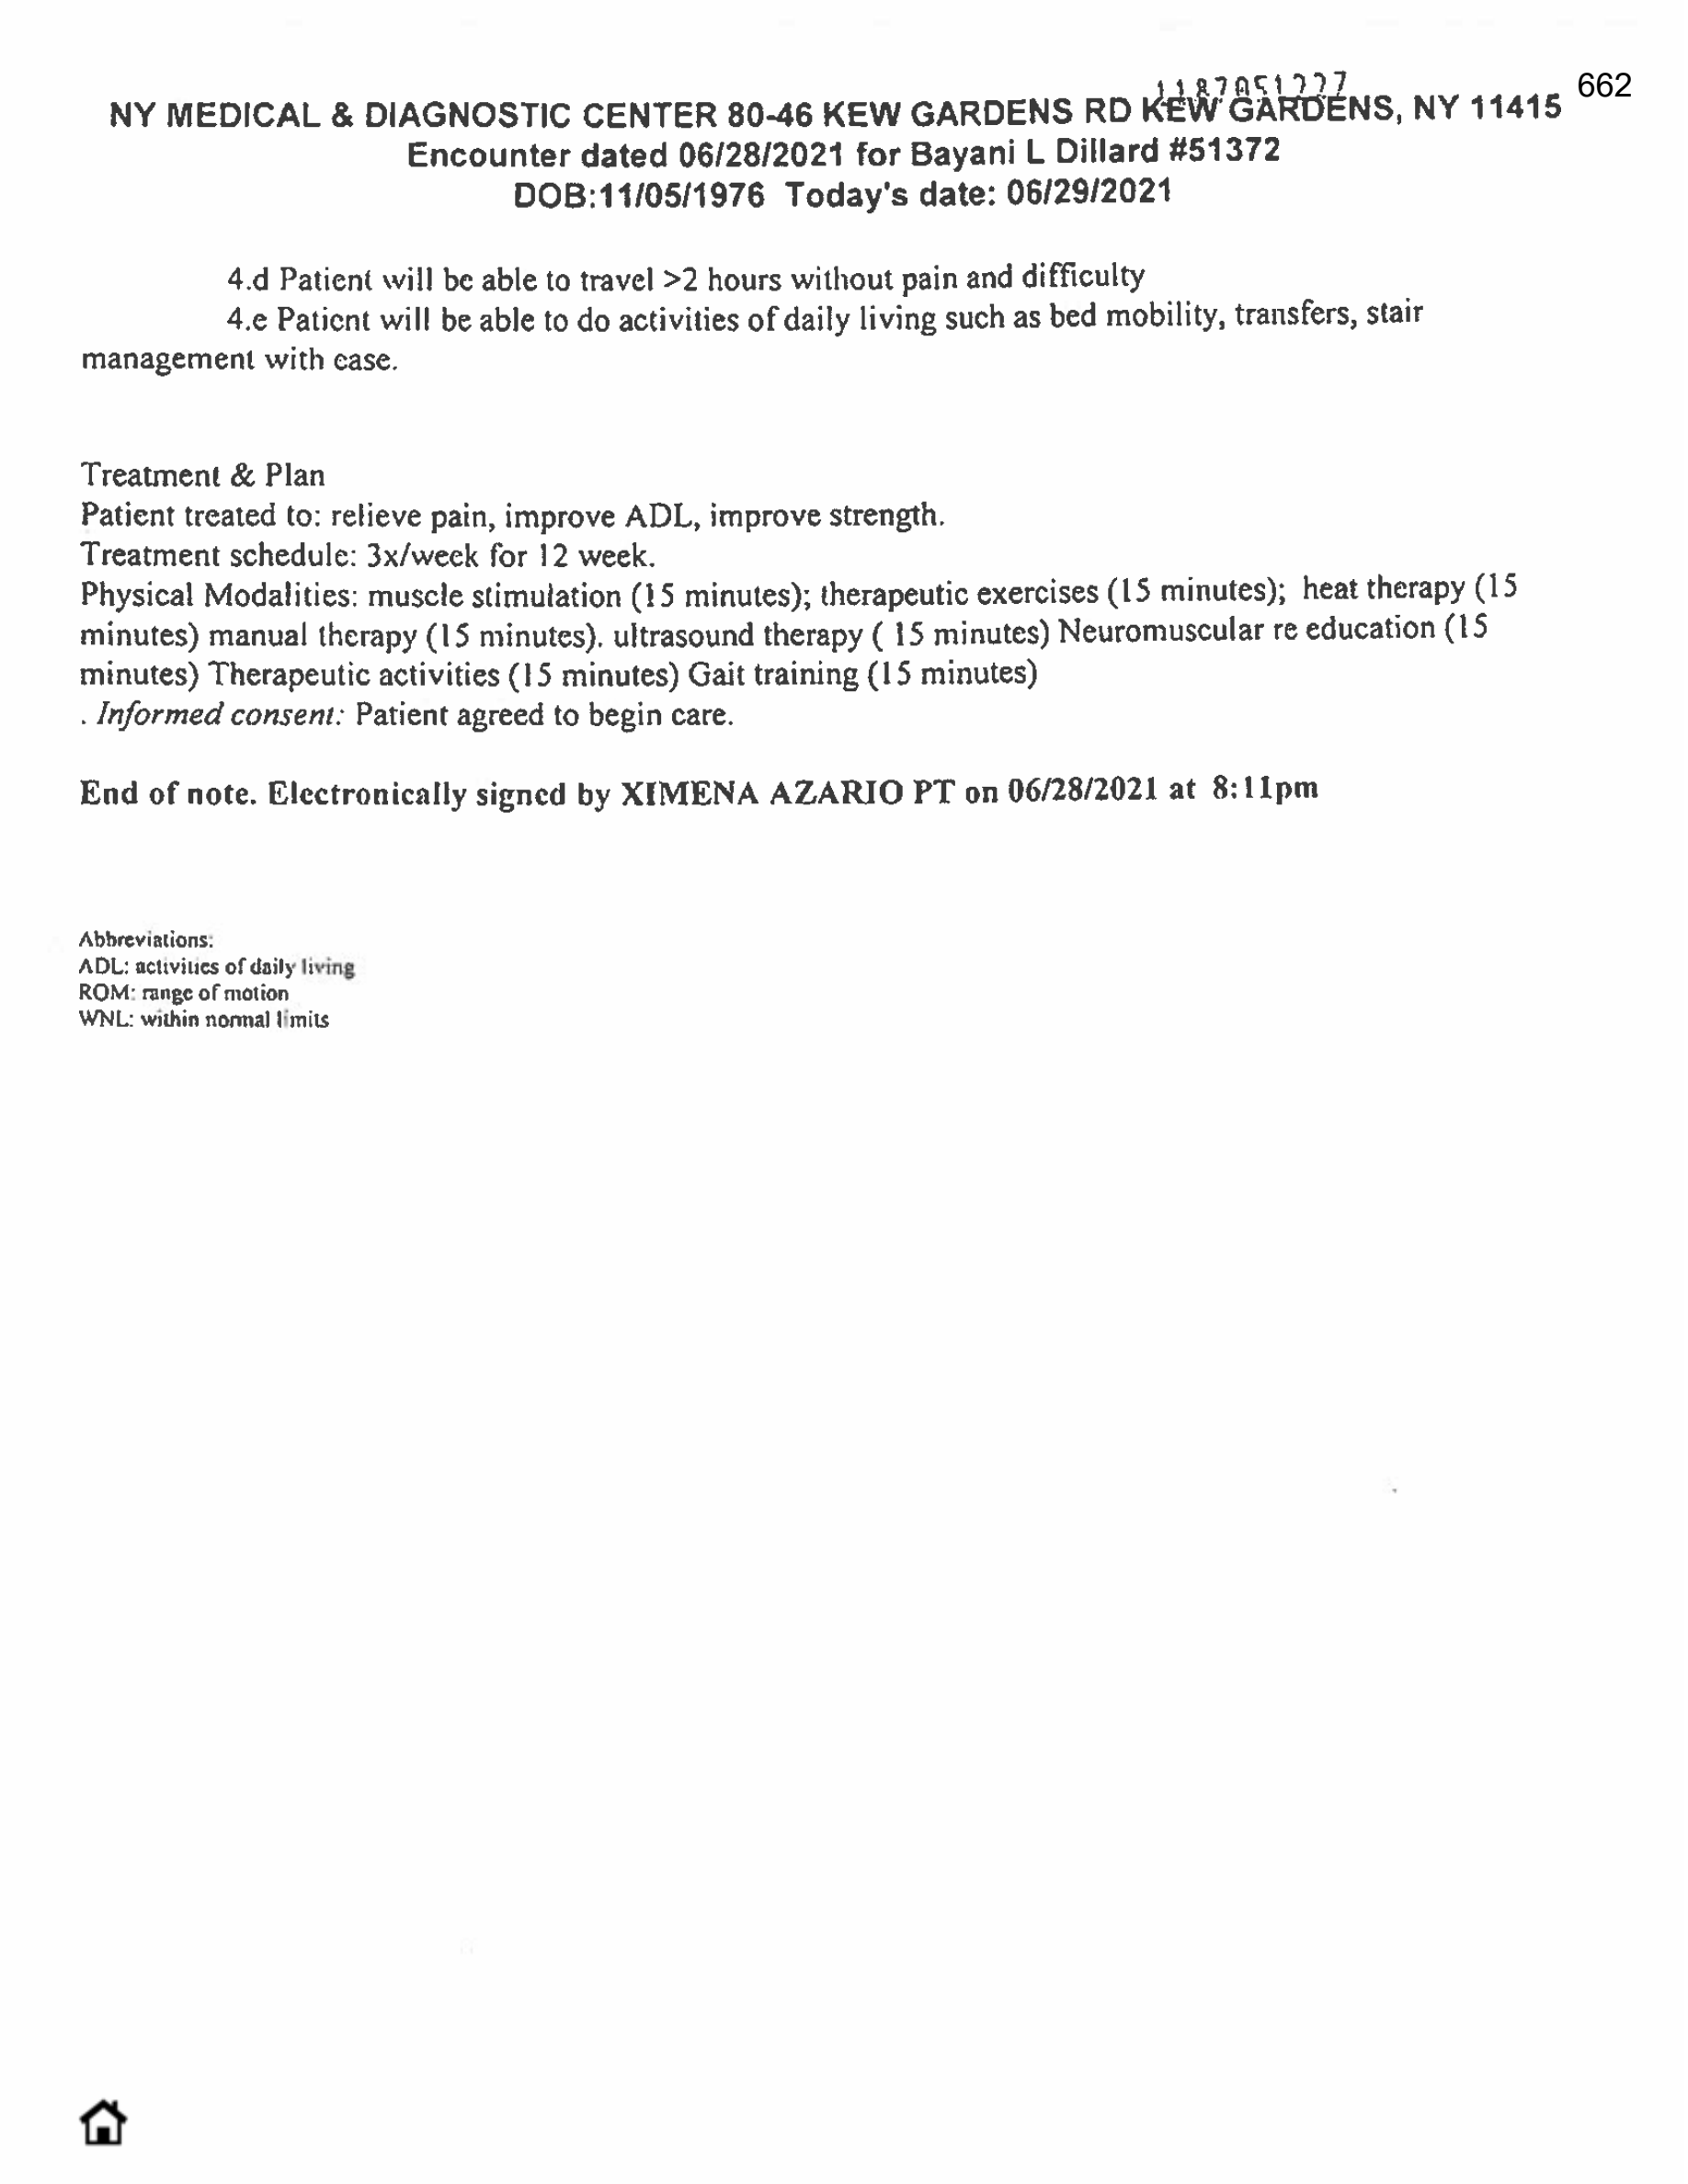 662
NY MEDICAL & DIAGNOSTIC CENTER 80-46 KEW GARDENS RD KEW GARDENS, NY 11415
Encounter dated 06/28/2021 for Bayani L Dillard #51372
DOB:11/05/1976 Today's date: 06/29/2021
4.d Patient will be able to travel >2 hours without pain and difficulty
4.e Patient will be able to do activities of daily living such as bed mobility, transfers, stair
management with ease.
Treatment & Plan
Patient treated to: relieve pain, improve ADL, improve strength.
Treatment schedule: 3x/week for 12 week.
Physical Modalities: muscle stimulation (15 minutes); therapeutic exercises (15 minutes); heat therapy (15
minutes) manual therapy (15 minutes). ultrasound therapy ( 15 minutes) Neuromuscular re education (15
minutes) Therapeutic activities (15 minutes) Gait training (15 minutes)
. Informed consent: Patient agreed to begin care.
End of note. Electronically signed by XIMENA AZARIO PT on 06/28/2021 at 8:11pm
Abbreviations:
ADL: activities of daily living
ROM: range of motion
WNL: within normal limits